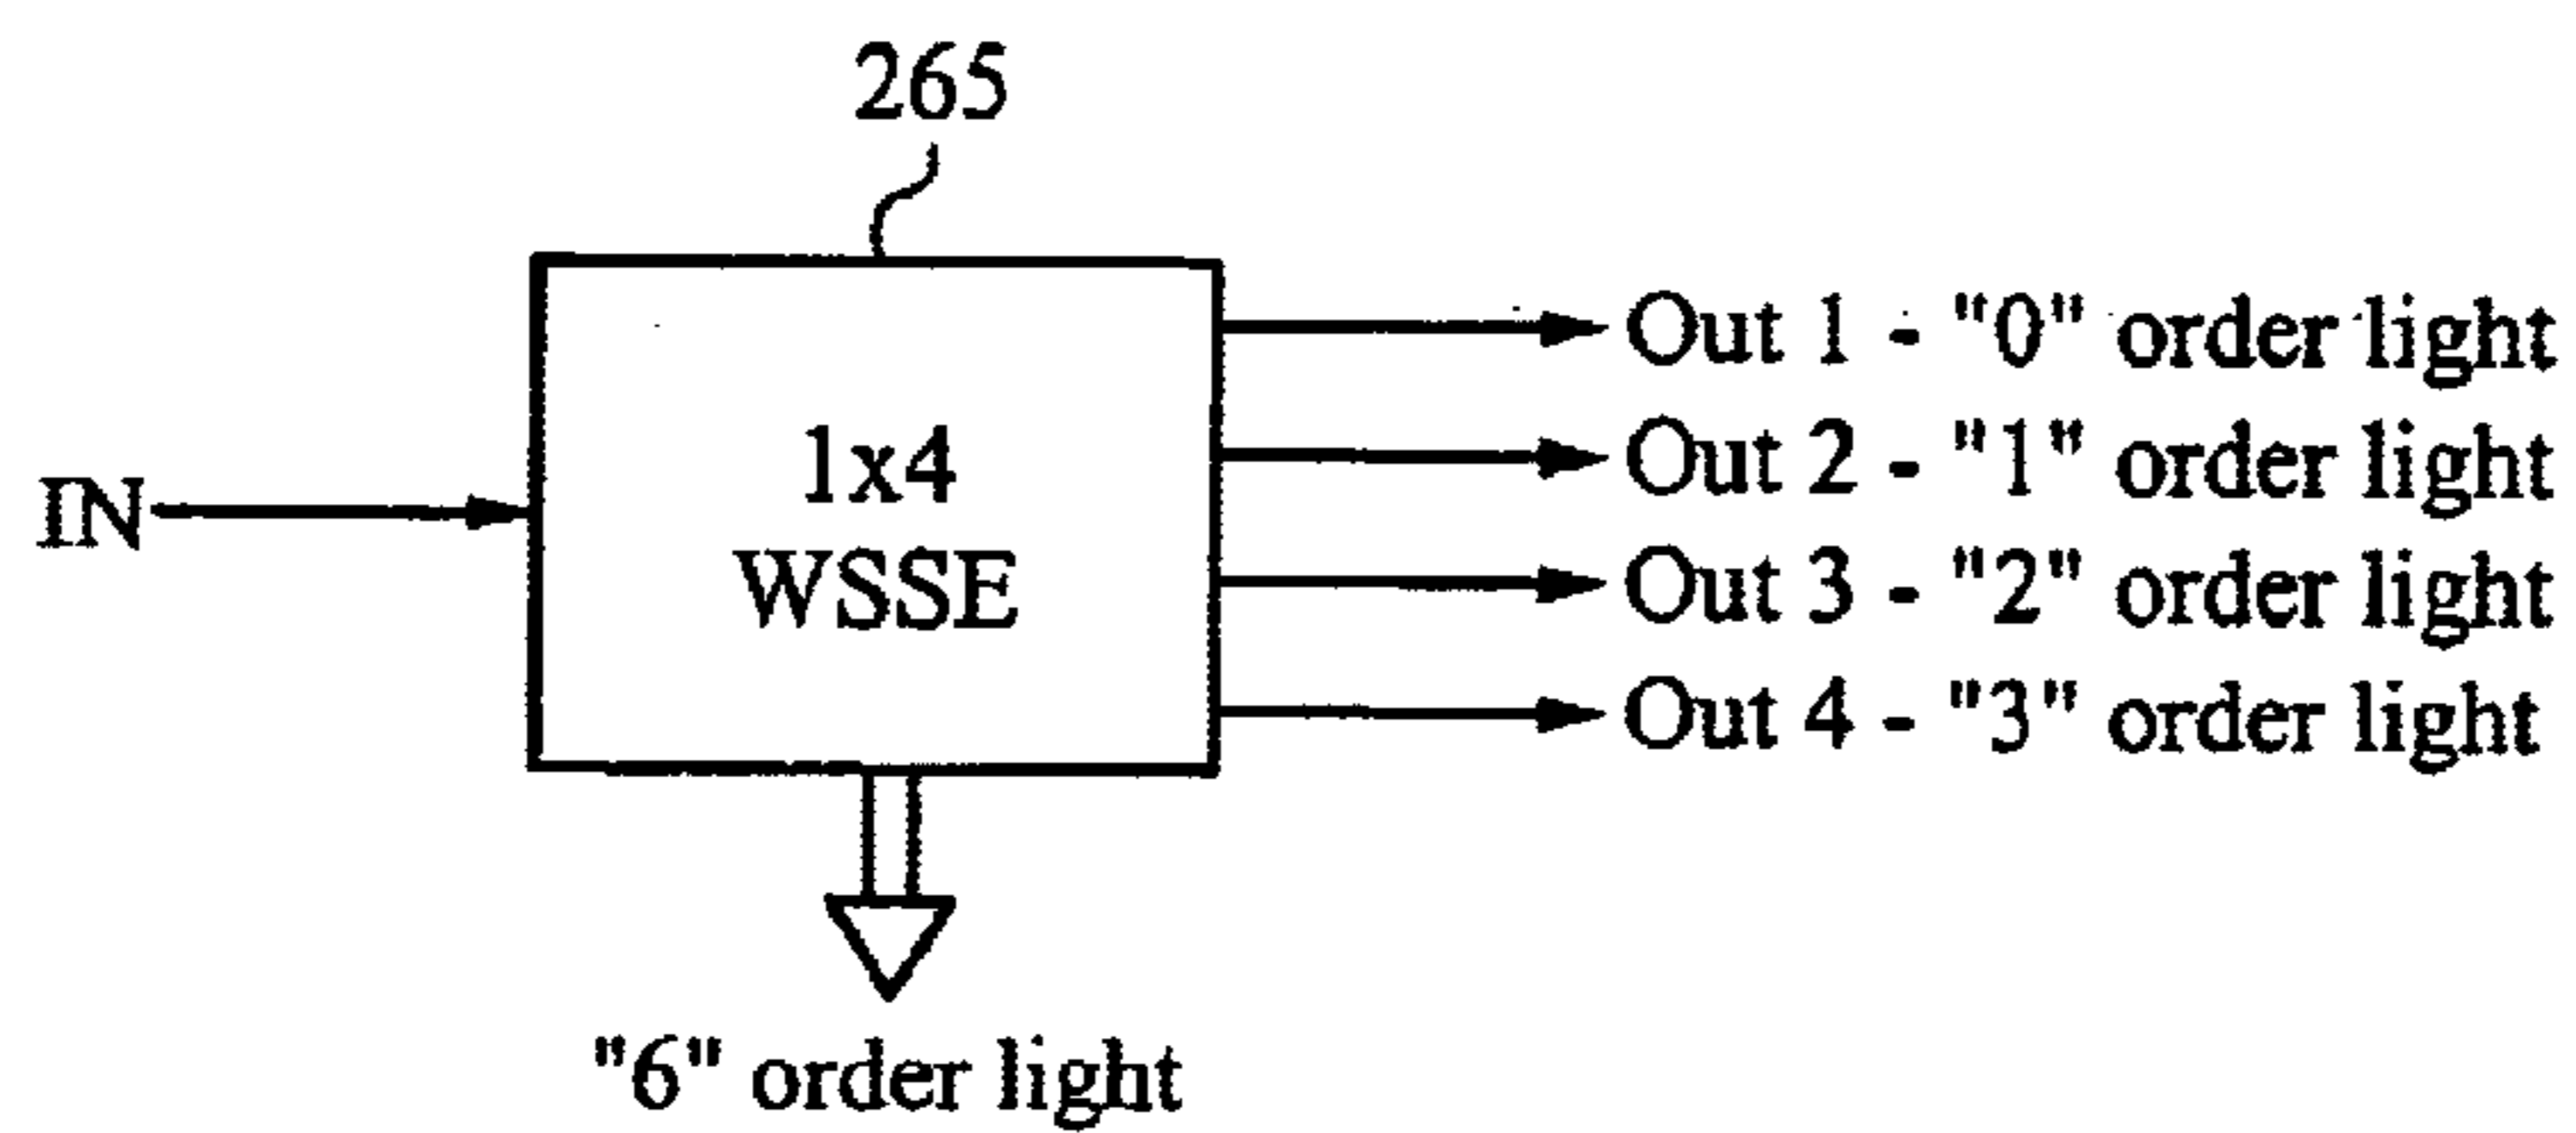 265
IN
1x4
WSSE
Out 1 - "0" order light
Out 2 - "1" order light
Out 3 - "2" order light
Out 4 - "3" order light
"6" order light